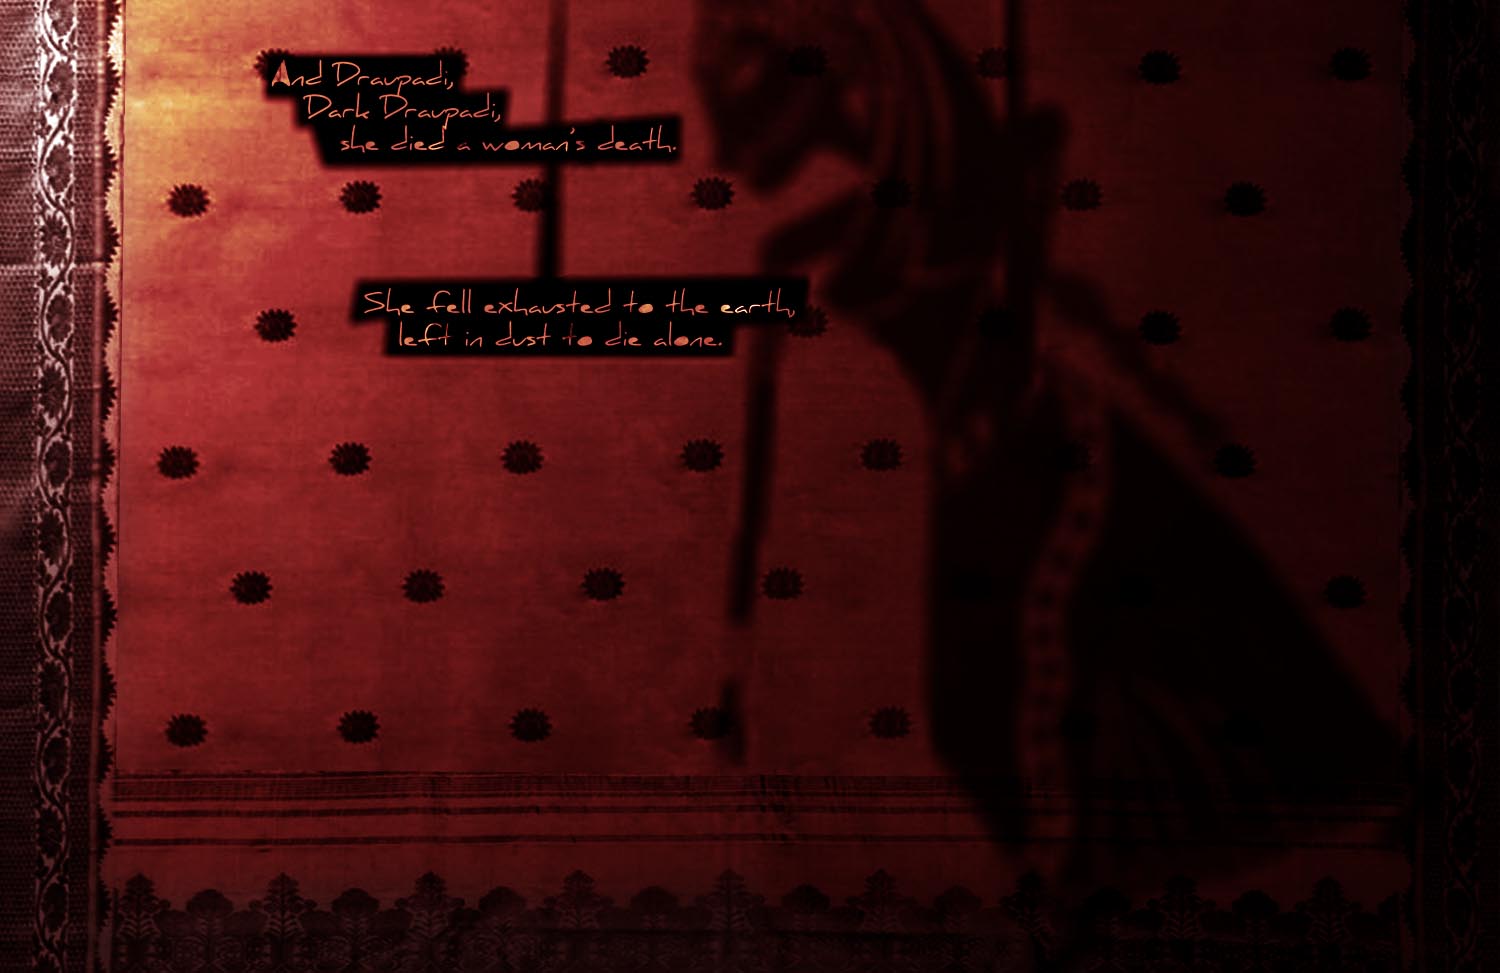 And Draupadi,
Dark Draupadi,
she died a woman's death.
She fell exhausted to the earth,
left in dust to die alone.